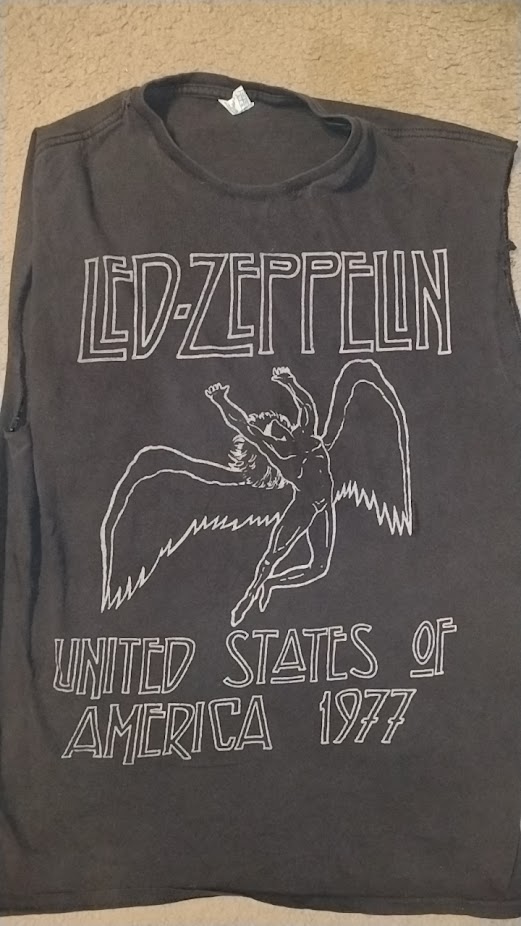 LED-ZEPPELIN
UNITED STATES OF
AMERICA 1977